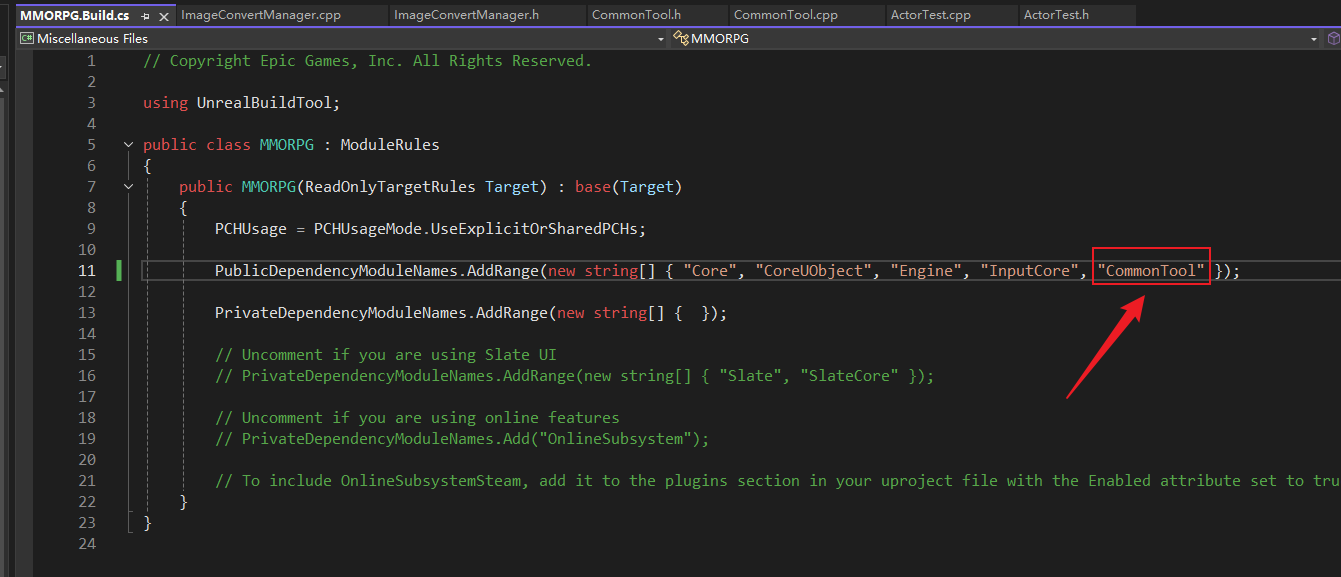 MMORPG.Build.cs ImageConvertManager.cpp ImageConvertManager.h CommonTool.h CommonTool.cpp ActorTest.cpp ActorTest.h
C# Miscellaneous Files MMORPG
1 // Copyright Epic Games, Inc. All Rights Reserved.
2
3 using UnrealBuildTool;
4
5 public class MMORPG : ModuleRules
6 {
7 public MMORPG(ReadOnlyTargetRules Target) : base(Target)
8 {
9 PCHUsage = PCHUsageMode.UseExplicitOrSharedPCHs;
10
11 PublicDependencyModuleNames.AddRange(new string[] { "Core", "CoreUObject", "Engine", "InputCore", "CommonTool" });
12
13 PrivateDependencyModuleNames.AddRange(new string[] {  });
14
15 // Uncomment if you are using Slate UI
16 // PrivateDependencyModuleNames.AddRange(new string[] { "Slate", "SlateCore" });
17
18 // Uncomment if you are using online features
19 // PrivateDependencyModuleNames.Add("OnlineSubsystem");
20
21 // To include OnlineSubsystemSteam, add it to the plugins section in your uproject file with the Enabled attribute set to tru
22 }
23 }
24